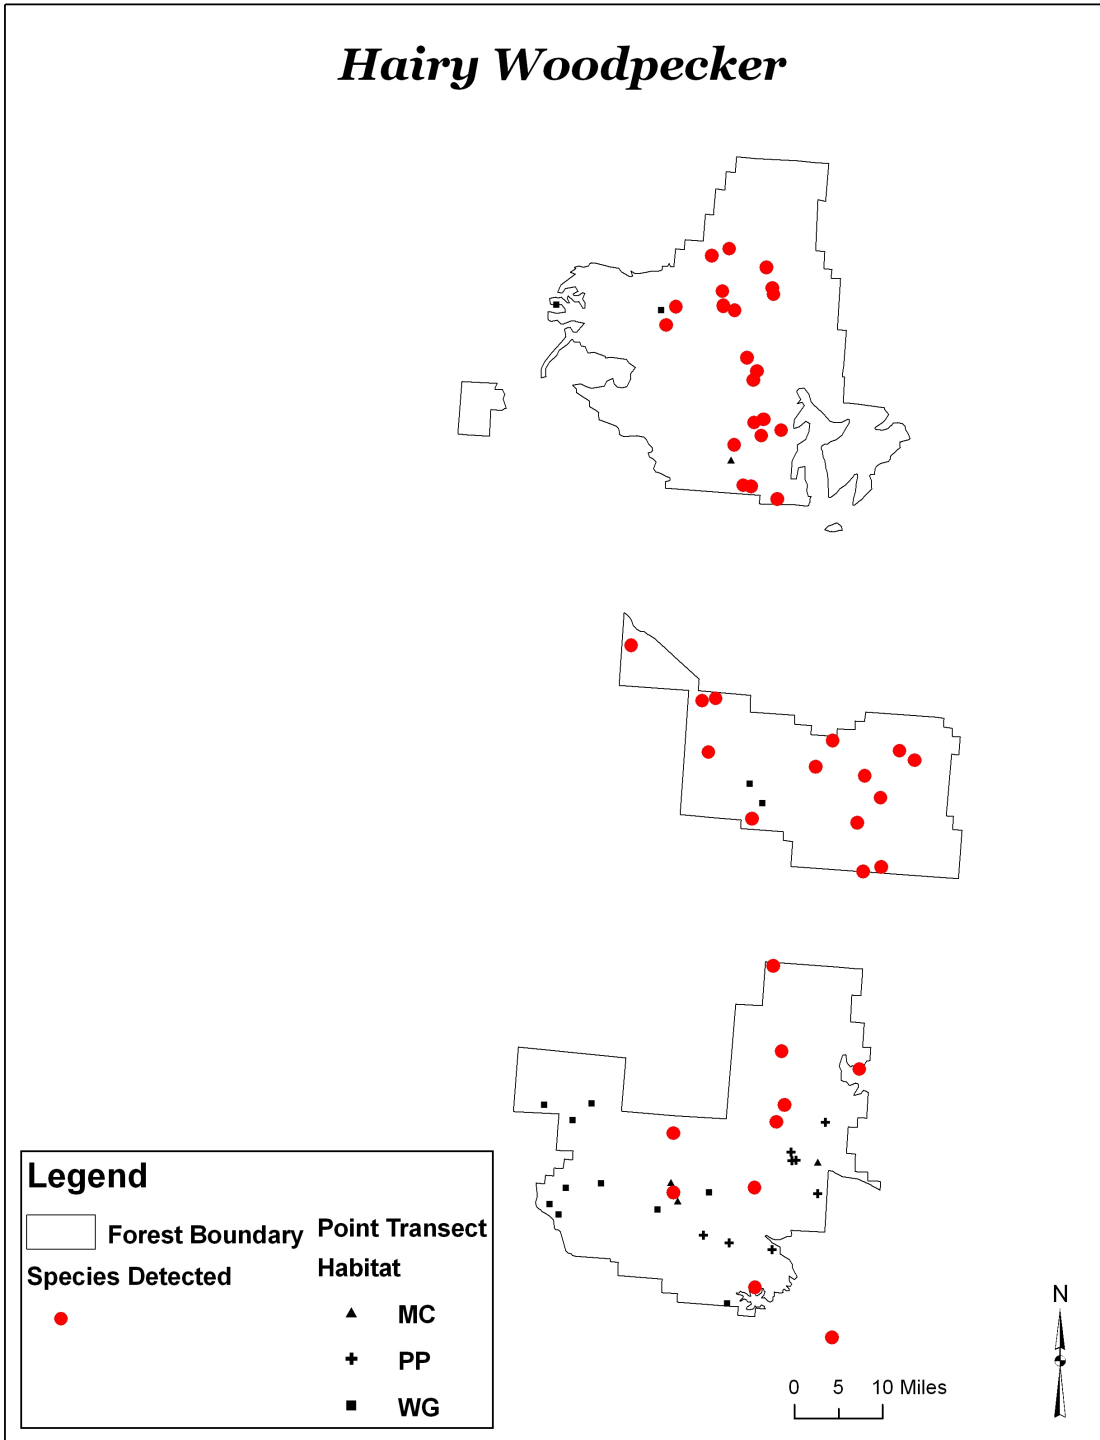 Hairy Woodpecker
Legend
Forest Boundary
Species Detected
Point Transect
Habitat
MC
PP
WG
N
0 5 10 Miles